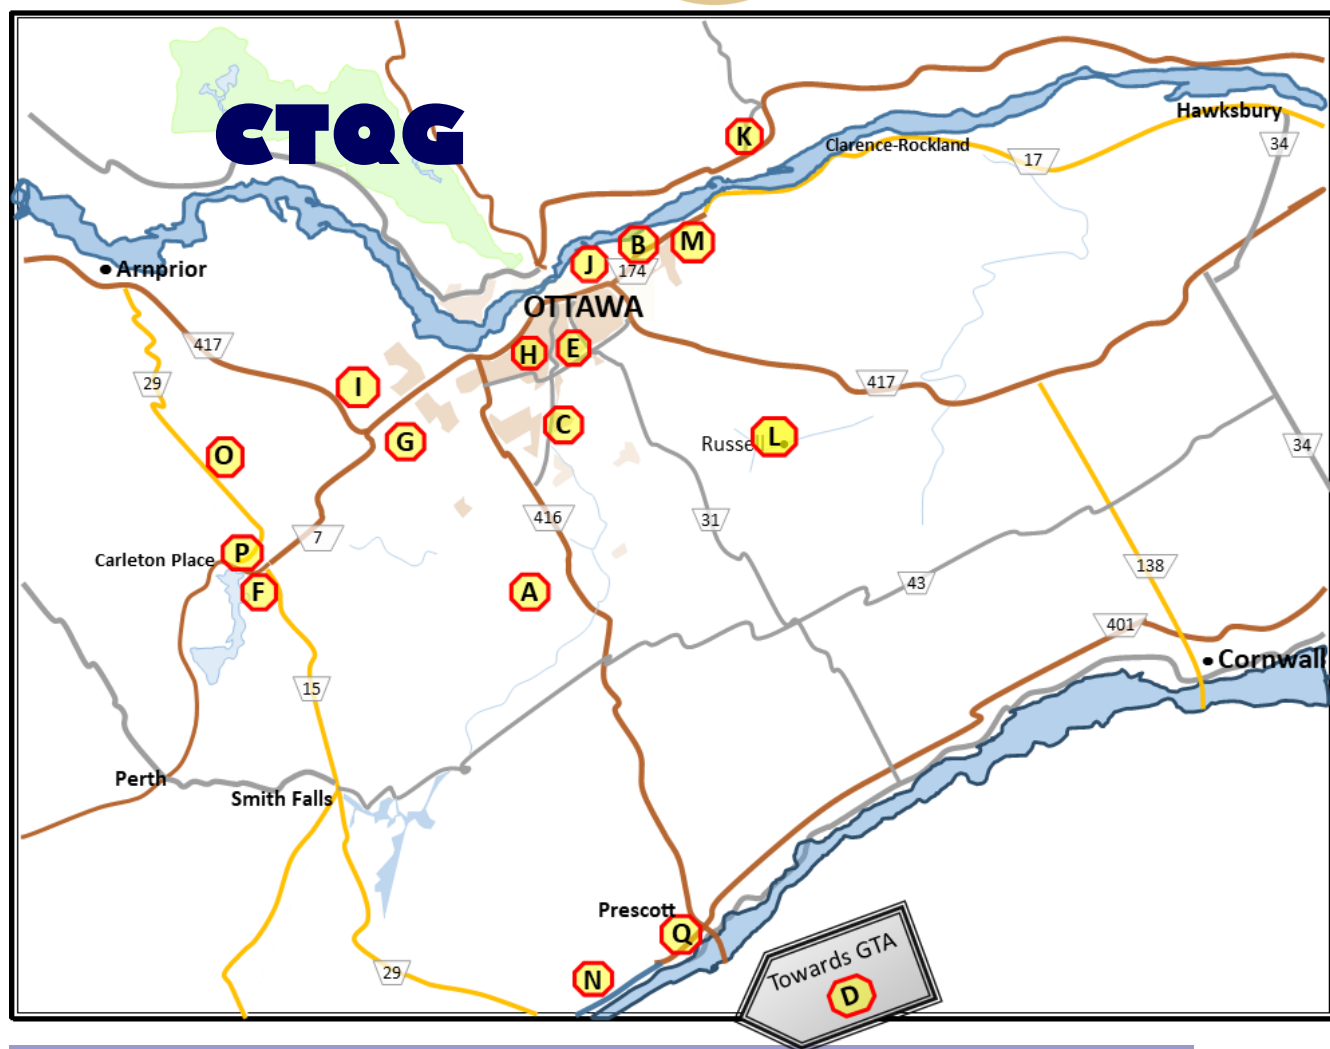 CTQG
K
Hawksbury
Clarence-Rockland
34
17
B
M
J
174
Arnprior
OTTAWA
417
H
E
29
I
417
C
G
Russell
L
34
O
416
31
7
P
Carleton Place
138
F
A
43
401
Cornwall
15
Perth
Smith Falls
Prescott
Q
Towards GTA
29
N
D